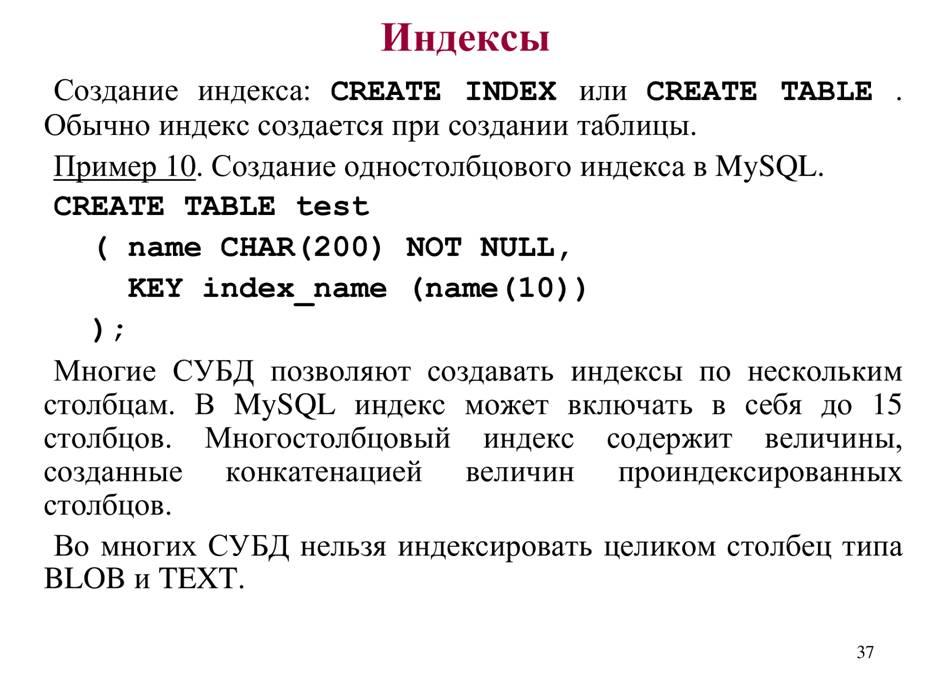 Индексы
Создание индекса: CREATE INDEX или CREATE TABLE .
Обычно индекс создается при создании таблицы.
Пример 10. Создание одностолбцового индекса в MySQL.
CREATE TABLE test
( name CHAR(200) NOT NULL,
KEY index_name (name(10))
);
Многие СУБД позволяют создавать индексы по нескольким
столбцам. В MySQL индекс может включать в себя до 15
столбцов. Многостолбцовый индекс содержит величины,
созданные конкатенацией величин проиндексированных
столбцов.
Во многих СУБД нельзя индексировать целиком столбец типа
BLOB и TEXT.
37